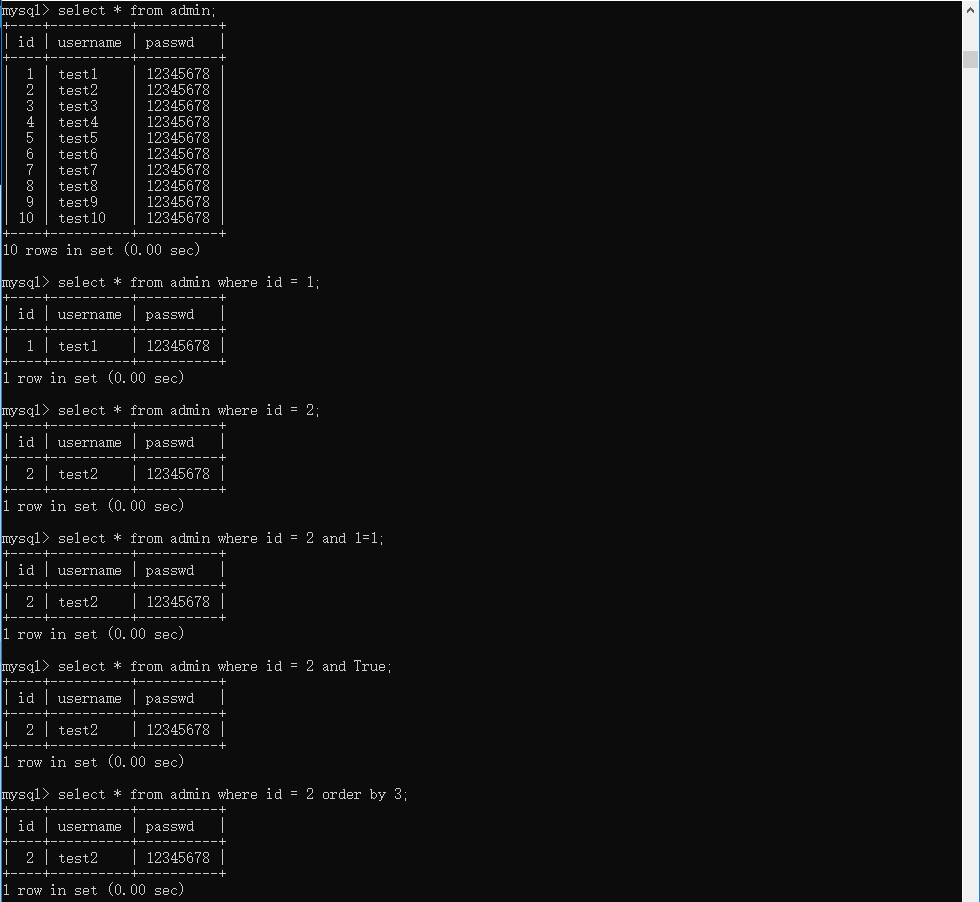 mysql> select * from admin;
+----+----------+----------+
| id | username | passwd   |
+----+----------+----------+
|  1 | test1    | 12345678 |
|  2 | test2    | 12345678 |
|  3 | test3    | 12345678 |
|  4 | test4    | 12345678 |
|  5 | test5    | 12345678 |
|  6 | test6    | 12345678 |
|  7 | test7    | 12345678 |
|  8 | test8    | 12345678 |
|  9 | test9    | 12345678 |
| 10 | test10   | 12345678 |
+----+----------+----------+
10 rows in set (0.00 sec)

mysql> select * from admin where id = 1;
+----+----------+----------+
| id | username | passwd   |
+----+----------+----------+
|  1 | test1    | 12345678 |
+----+----------+----------+
1 row in set (0.00 sec)

mysql> select * from admin where id = 2;
+----+----------+----------+
| id | username | passwd   |
+----+----------+----------+
|  2 | test2    | 12345678 |
+----+----------+----------+
1 row in set (0.00 sec)

mysql> select * from admin where id = 2 and 1=1;
+----+----------+----------+
| id | username | passwd   |
+----+----------+----------+
|  2 | test2    | 12345678 |
+----+----------+----------+
1 row in set (0.00 sec)

mysql> select * from admin where id = 2 and True;
+----+----------+----------+
| id | username | passwd   |
+----+----------+----------+
|  2 | test2    | 12345678 |
+----+----------+----------+
1 row in set (0.00 sec)

mysql> select * from admin where id = 2 order by 3;
+----+----------+----------+
| id | username | passwd   |
+----+----------+----------+
|  2 | test2    | 12345678 |
+----+----------+----------+
1 row in set (0.00 sec)